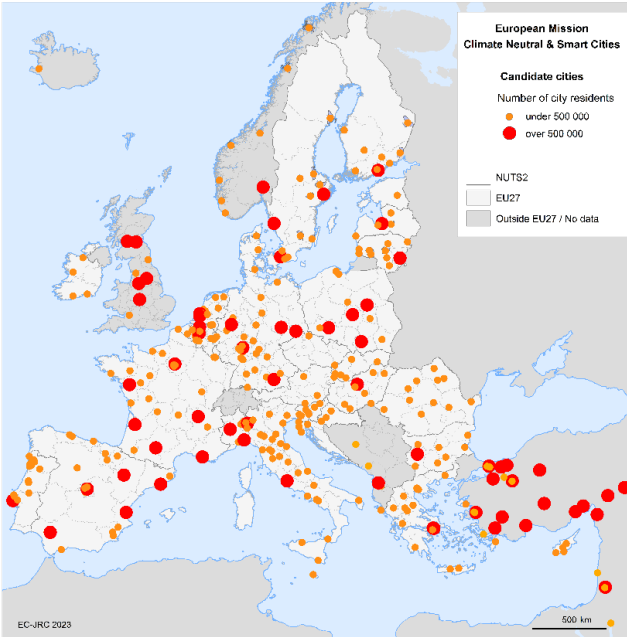 European Mission
Climate Neutral & Smart Cities
Candidate cities
Number of city residents
under 500 000
over 500 000
NUTS2
EU27
Outside EU27 / No data
EC-JRC 2023
500 km